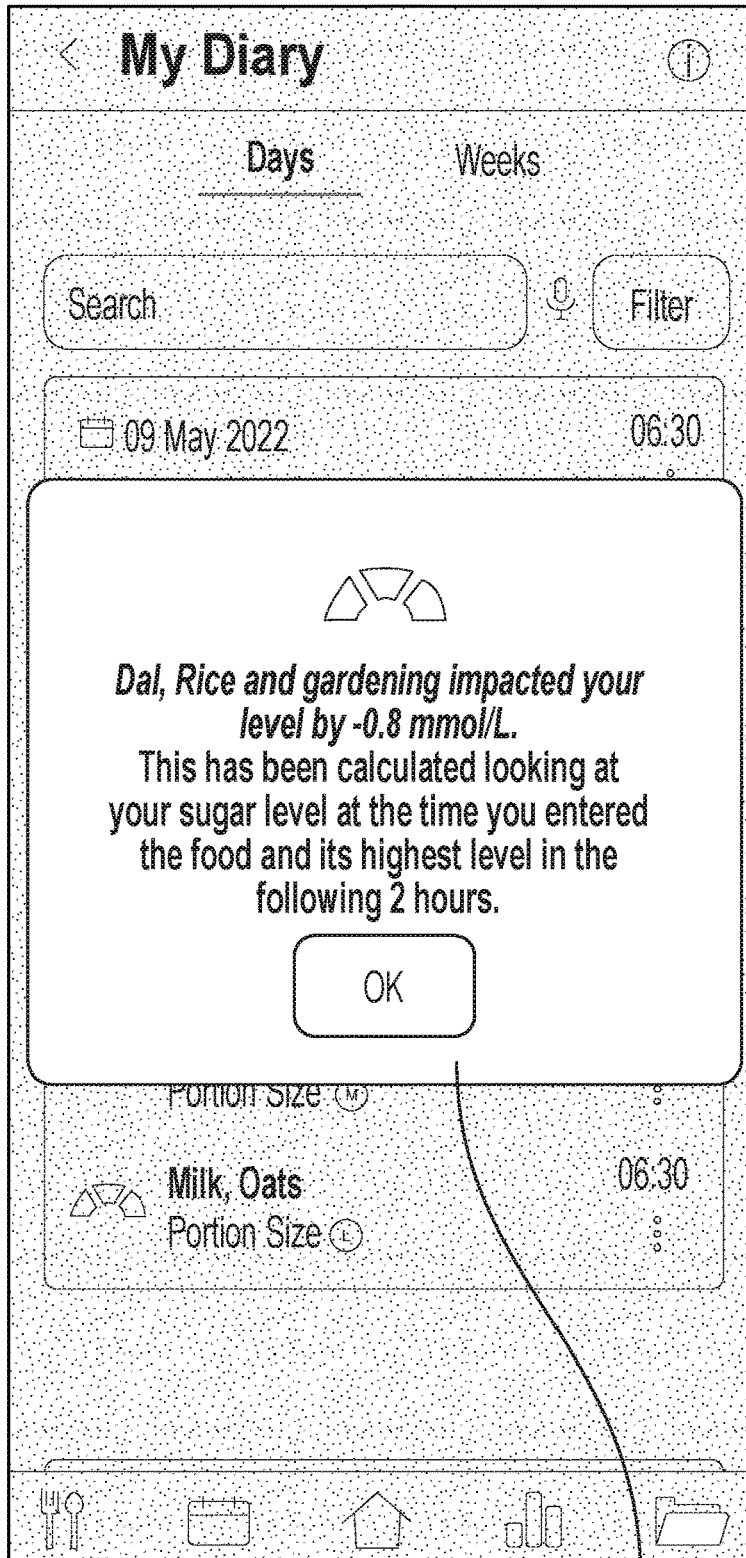 My Diary
Days Weeks
Search Filter
09 May 2022 06:30
Dal, Rice and gardening impacted your
level by -0.8 mmol/L.
This has been calculated looking at
your sugar level at the time you entered
the food and its highest level in the
following 2 hours.
OK
Portion Size M
Milk, Oats 06:30
Portion Size L